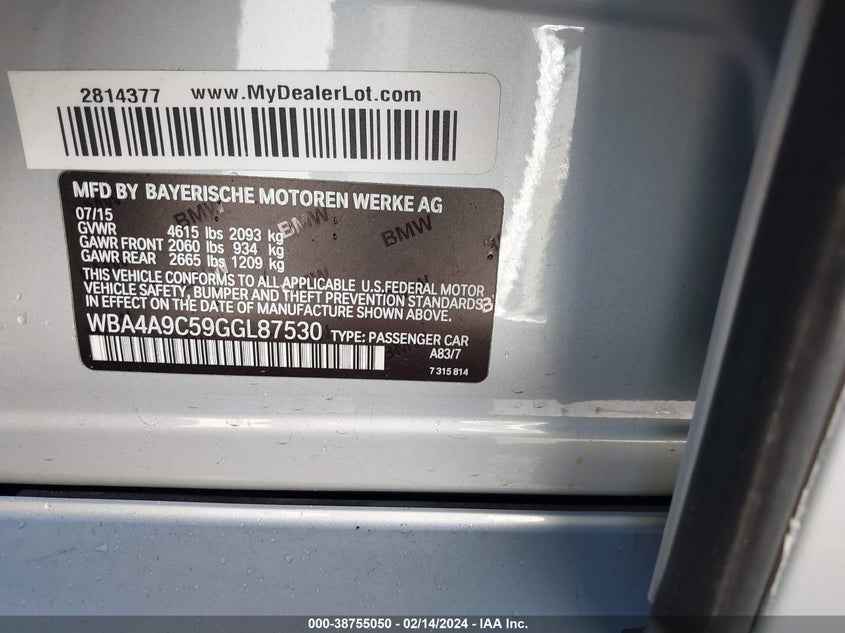 2814377 www.MyDealerLot.com
MFD BY BAYERISCHE MOTOREN WERKE AG
07/15
GVWR 4615 lbs 2093 kg
GAWR FRONT 2060 lbs 934 kg
GAWR REAR 2665 lbs 1209 kg
BMW BMW
THIS VEHICLE CONFORMS TO ALL APPLICABLE U.S.FEDERAL MOTOR
VEHICLE SAFETY, BUMPER AND THEFT PREVENTION STANDARDS
IN EFFECT ON THE DATE OF MANUFACTURE SHOWN ABOVE.
WBA4A9C59GGL87530 TYPE: PASSENGER CAR
A83/7
7 315 814
000-38755050 - 02/14/2024 - IAA Inc.